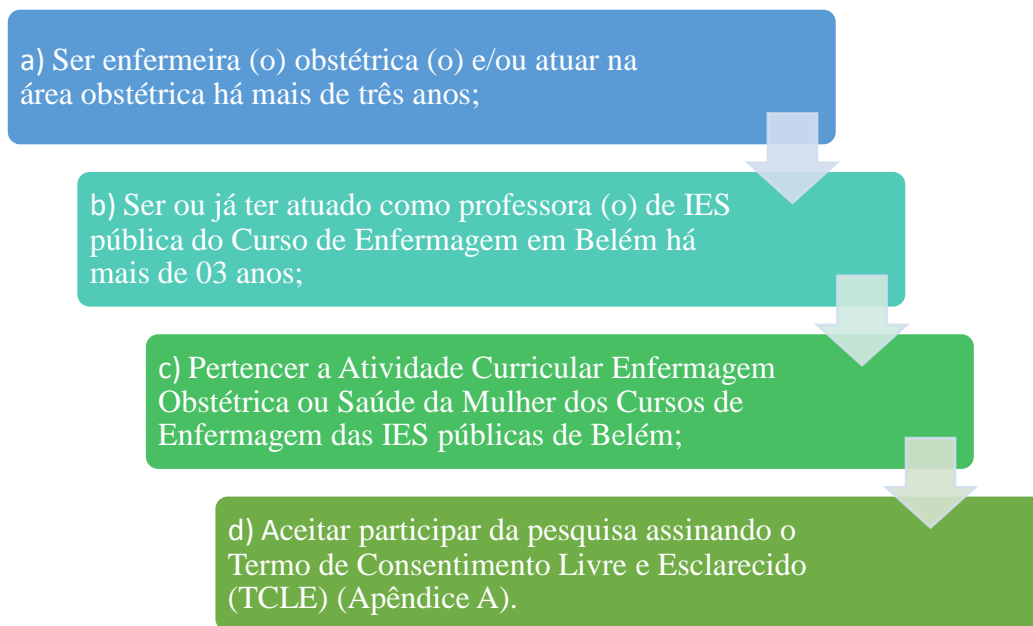 a) Ser enfermeira (o) obstétrica (o) e/ou atuar na
área obstétrica há mais de três anos;
b) Ser ou já ter atuado como professora (o) de IES
pública do Curso de Enfermagem em Belém há
mais de 03 anos;
c) Pertencer a Atividade Curricular Enfermagem
Obstétrica ou Saúde da Mulher dos Cursos de
Enfermagem das IES públicas de Belém;
d) Aceitar participar da pesquisa assinando o
Termo de Consentimento Livre e Esclarecido
(TCLE) (Apêndice A).